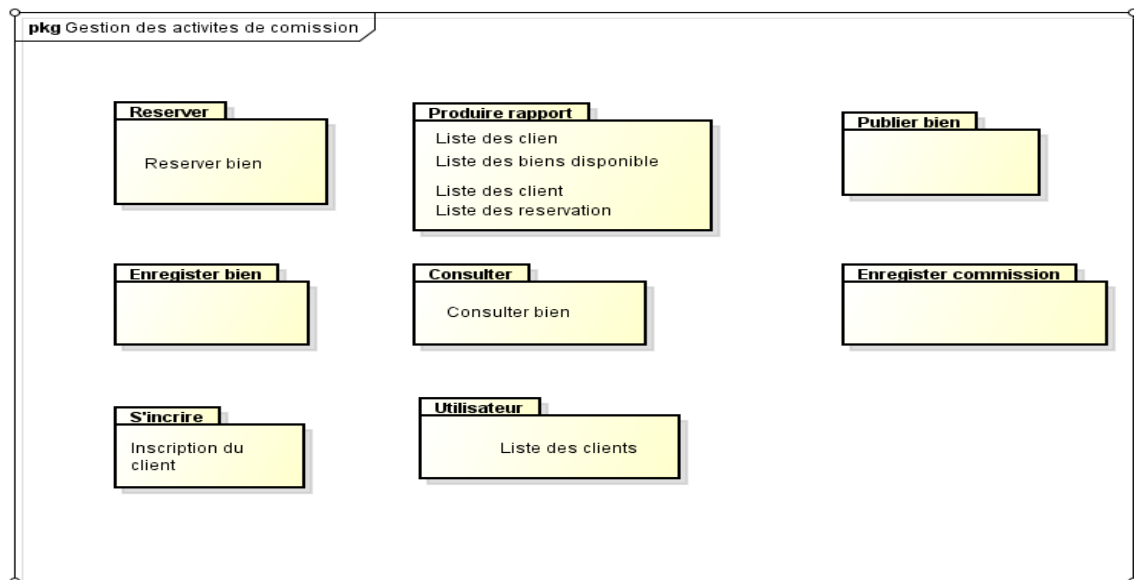 pkg Gestion des activites de comission
Reserver
Reserver bien
Produire rapport
Liste des clien
Liste des biens disponible
Liste des client
Liste des reservation
Publier bien
Enregister bien
Consulter
Consulter bien
Enregister commission
S'incrire
Inscription du
client
Utilisateur
Liste des clients